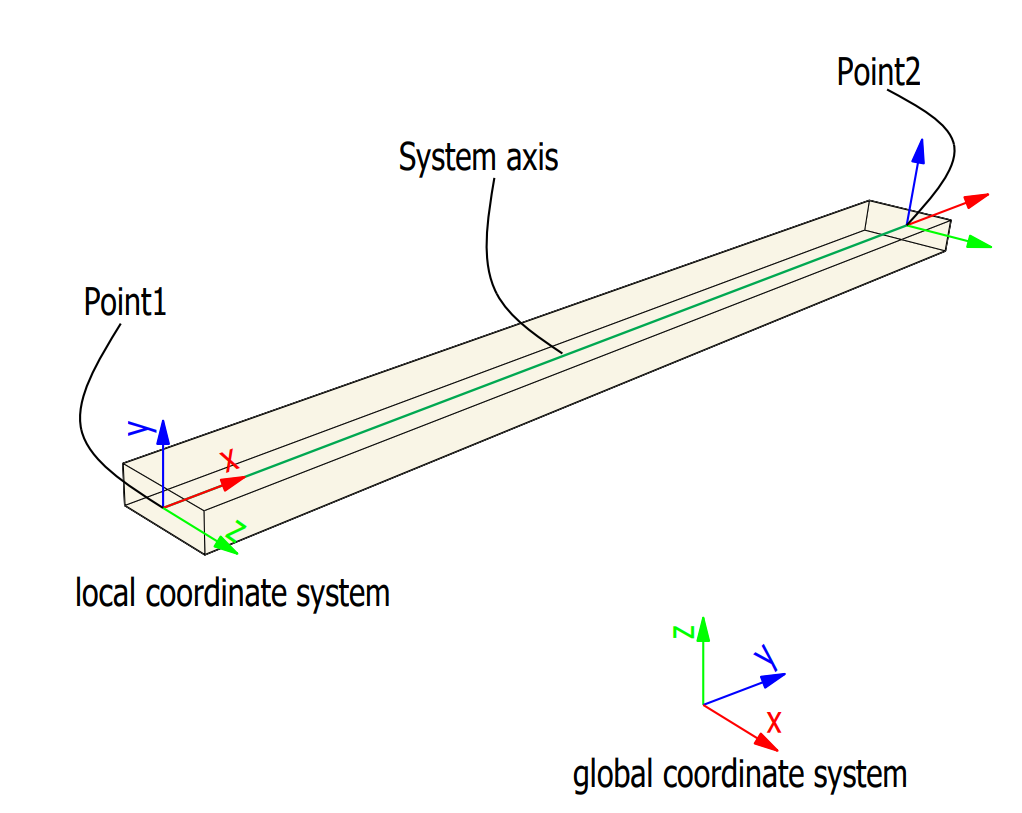 Point2
System axis
Point1
y
x
z
local coordinate system
z
y
x
global coordinate system